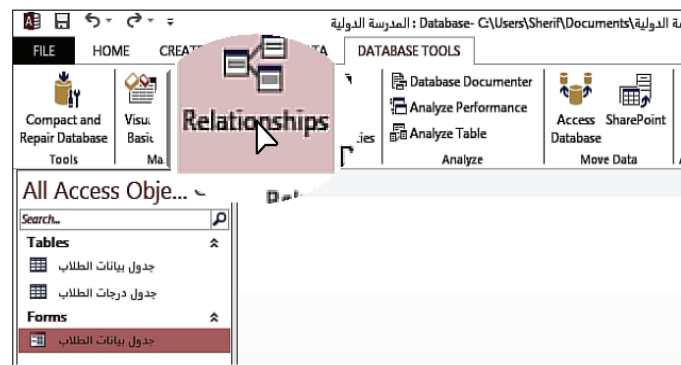 المدرسة الدولية : Database- C:\Users\Sherif\Documents\المدرسة الدولية
FILE HOME DATABASE TOOLS
Relationships
Compact and Repair Database
Database Documenter
Analyze Performance
Analyze Table
Access Database
SharePoint
Tools
Analyze
Move Data
All Access Obje...
Search..
Tables
جدول بيانات الطلاب
جدول درجات الطلاب
Forms
جدول بيانات الطلاب